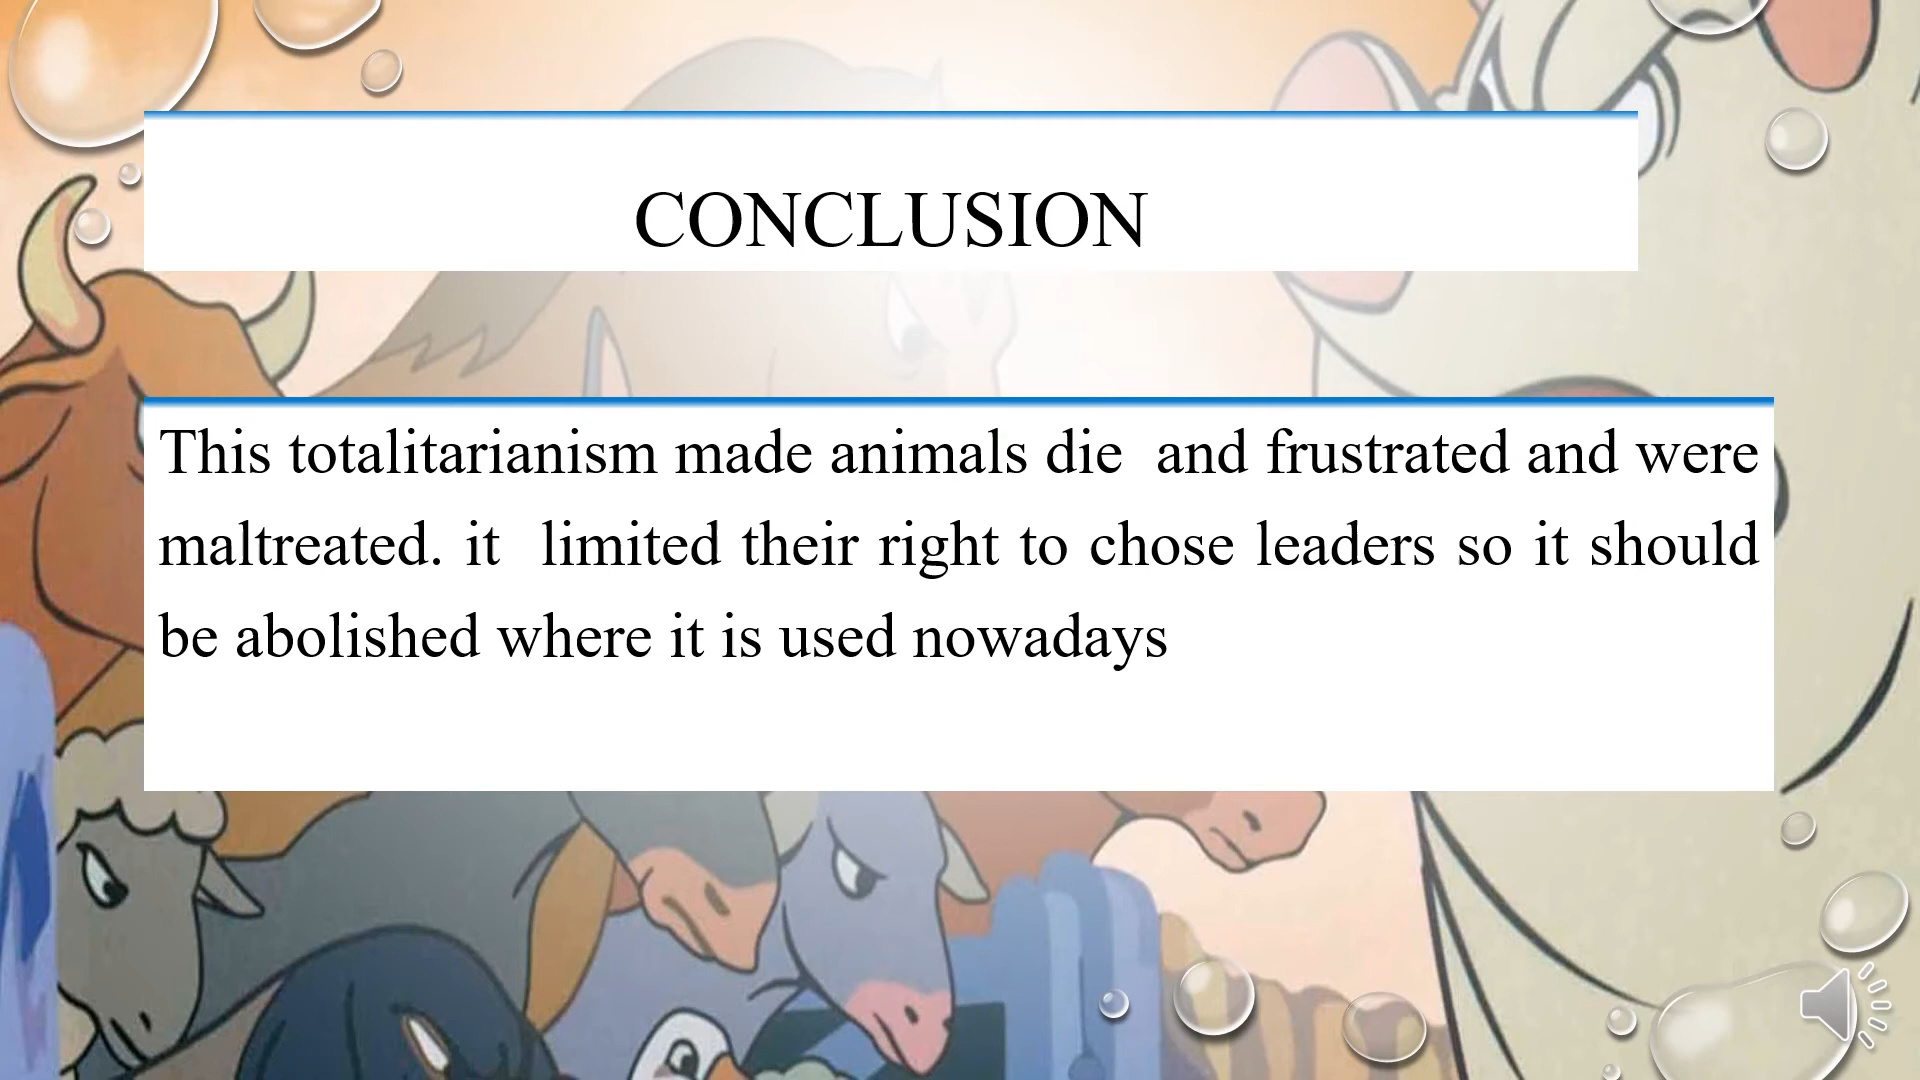 CONCLUSION
This totalitarianism made animals die  and frustrated and were
maltreated. it  limited their right to chose leaders so it should
be abolished where it is used nowadays